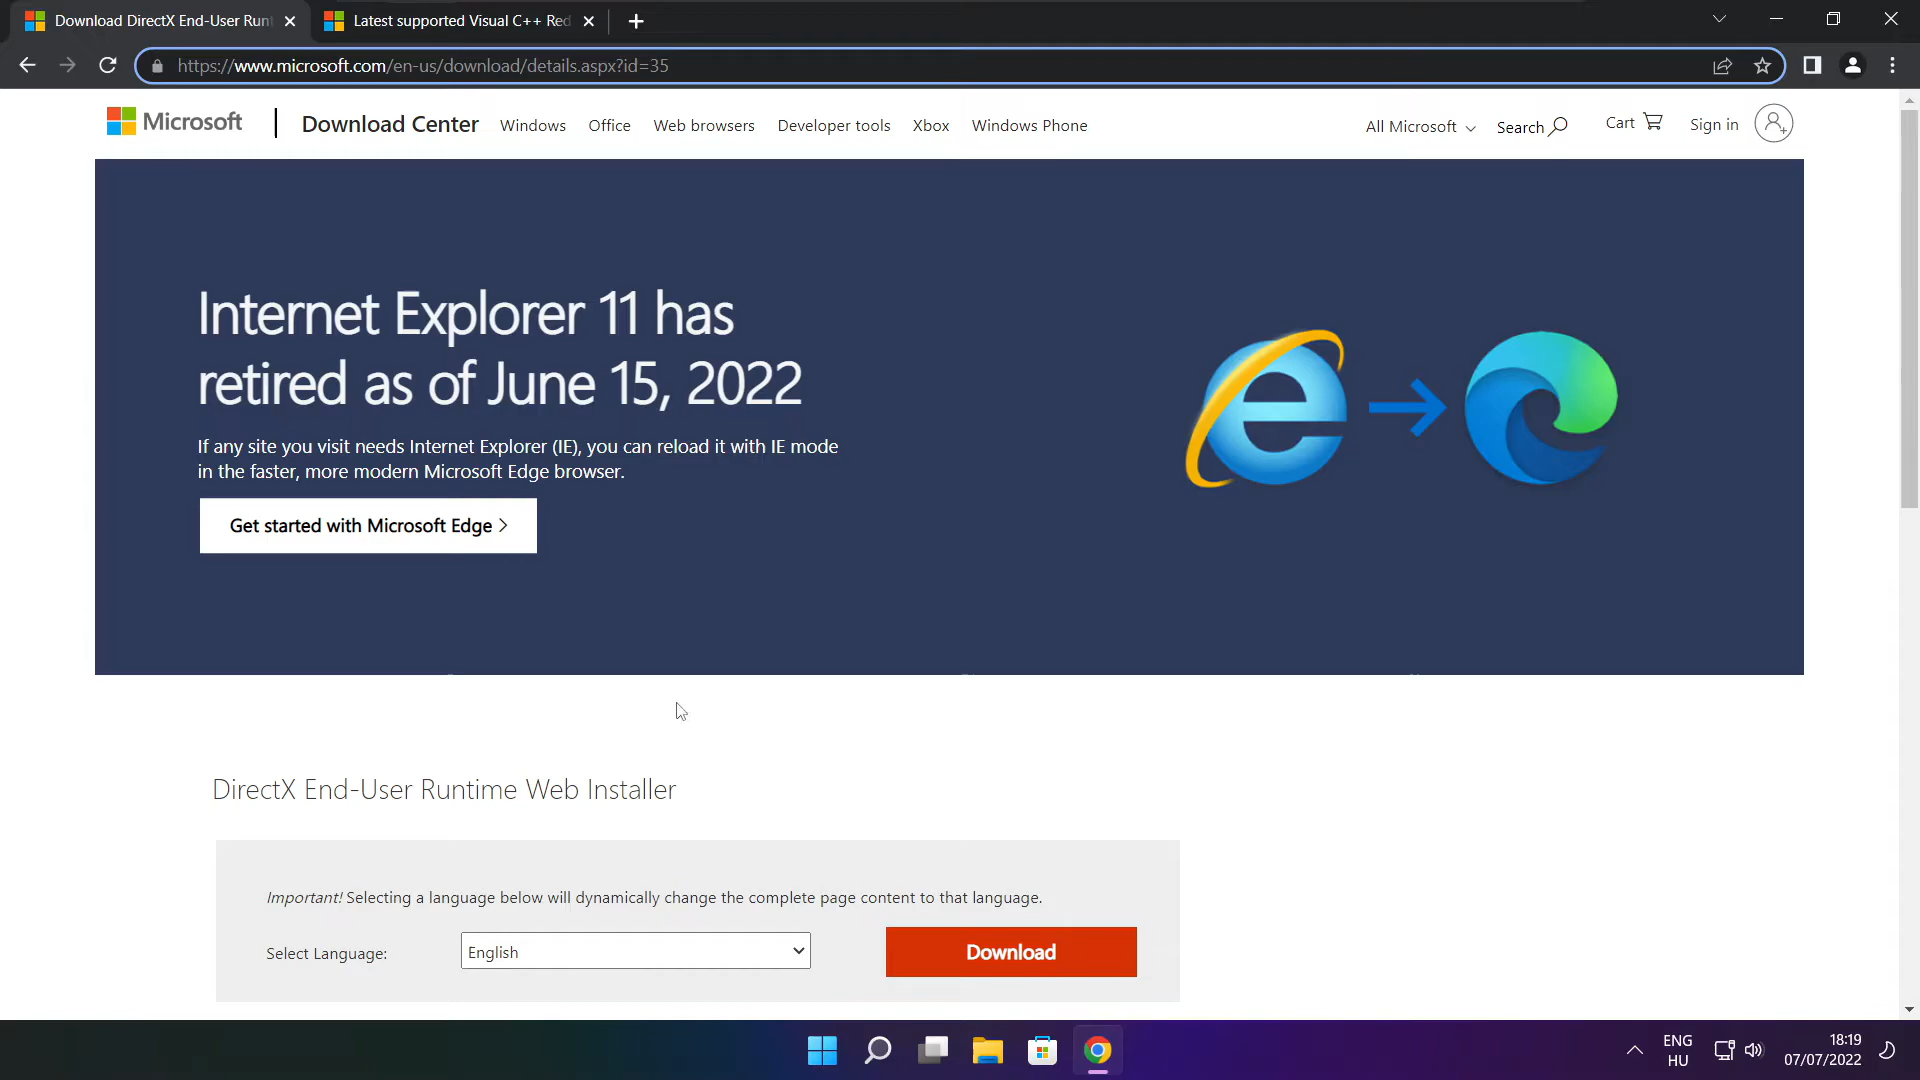 Download DirectX End-User Runt
Latest supported Visual C++ Red
https://www.microsoft.com/en-us/download/details.aspx?id=35
Microsoft
Download Center
Windows
Office
Web browsers
Developer tools
Xbox
Windows Phone
All Microsoft
Search
Cart
Sign in
Internet Explorer 11 has
retired as of June 15, 2022
If any site you visit needs Internet Explorer (IE), you can reload it with IE mode
in the faster, more modern Microsoft Edge browser.
Get started with Microsoft Edge >
DirectX End-User Runtime Web Installer
Important! Selecting a language below will dynamically change the complete page content to that language.
Select Language:
English
Download
ENG
HU
18:19
07/07/2022